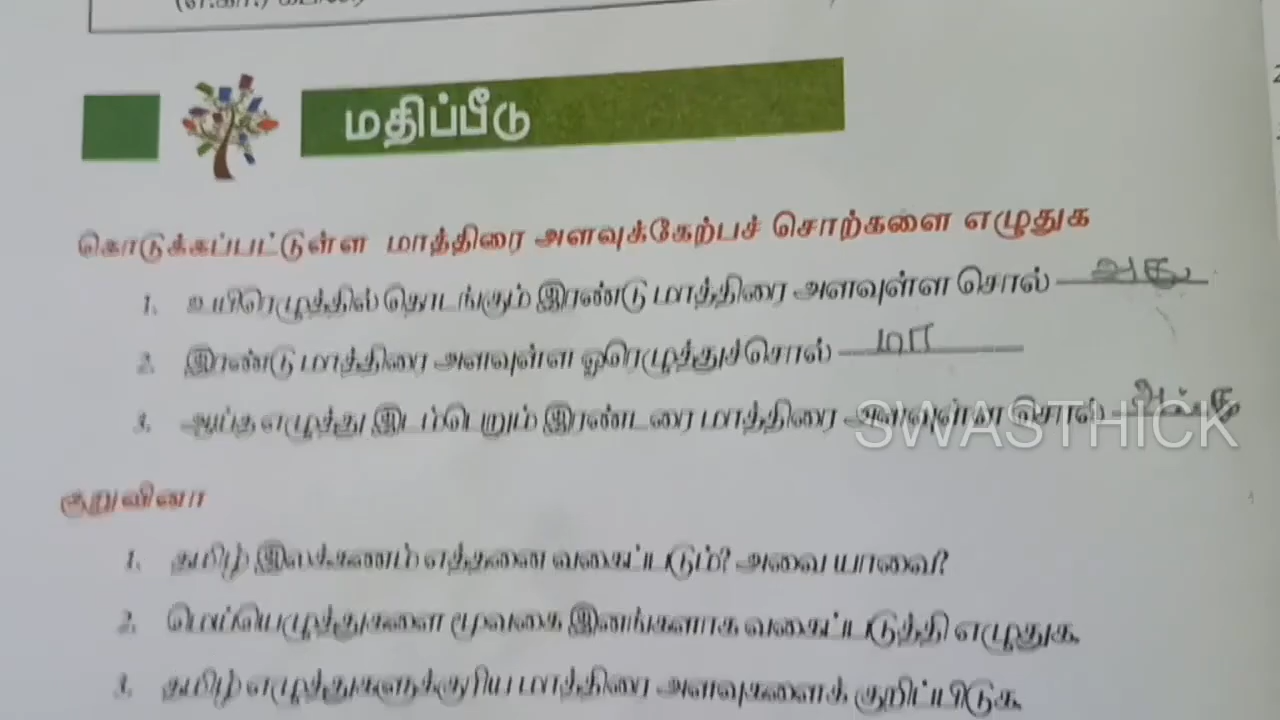 மதிப்பீடு
கொடுக்கப்பட்டுள்ள மாத்திரை அளவுக்கேற்பச் சொற்களை எழுதுக
1. உயிரெழுத்தில் தொடங்கும் இரண்டு மாத்திரை அளவுள்ள சொல் அது
2. இரண்டு மாத்திரை அளவுள்ள ஓரெழுத்துச்சொல் மா
3. ஆய்த எழுத்து இடம்பெறும் இரண்டரை மாத்திரை அளவுள்ள சொல்
SWASTHICK
குறுவினா
1. தமிழ் இலக்கணம் எத்தனை வகைப்படும்? அவை யாவை?
2. மெய்யெழுத்துகளை மூவகை இனங்களாக வகைப்படுத்தி எழுதுக.
3. தமிழ் எழுத்துகளுக்குரிய மாத்திரை அளவுகளைக் குறிப்பிடுக.